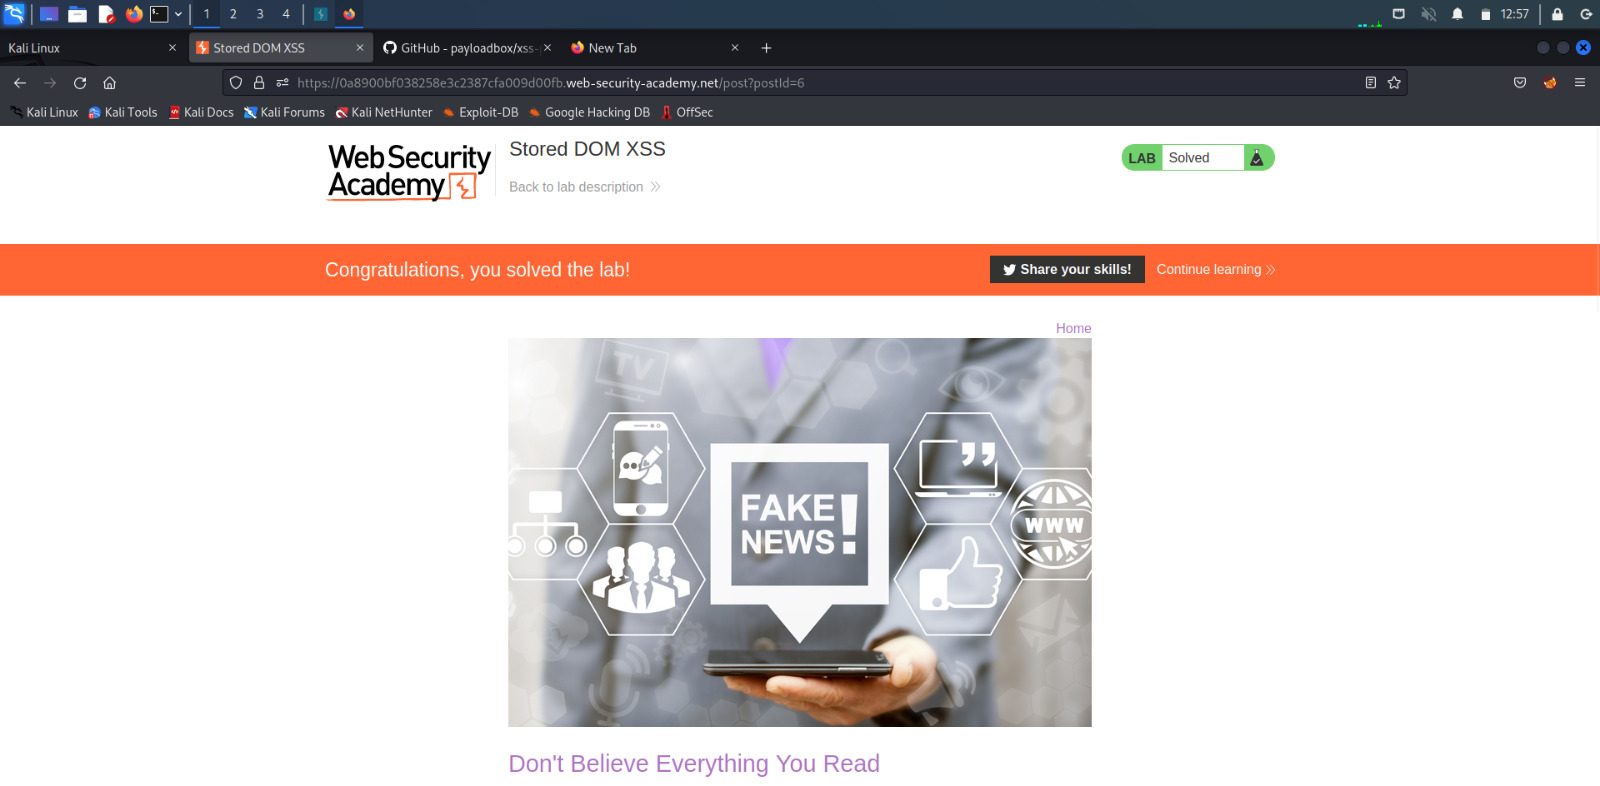 1 2 3 4 12:57
Kali Linux Stored DOM XSS GitHub - payloadbox/xss- New Tab
https://0a8900bf038258e3c2387cfa009d00fb.web-security-academy.net/post?postId=6
Kali Linux Kali Tools Kali Docs Kali Forums Kali NetHunter Exploit-DB Google Hacking DB OffSec
Web Security
Academy
Stored DOM XSS
Back to lab description
LAB Solved
Congratulations, you solved the lab!
Share your skills! Continue learning
Home
TV
FAKE
NEWS!
www
Don't Believe Everything You Read